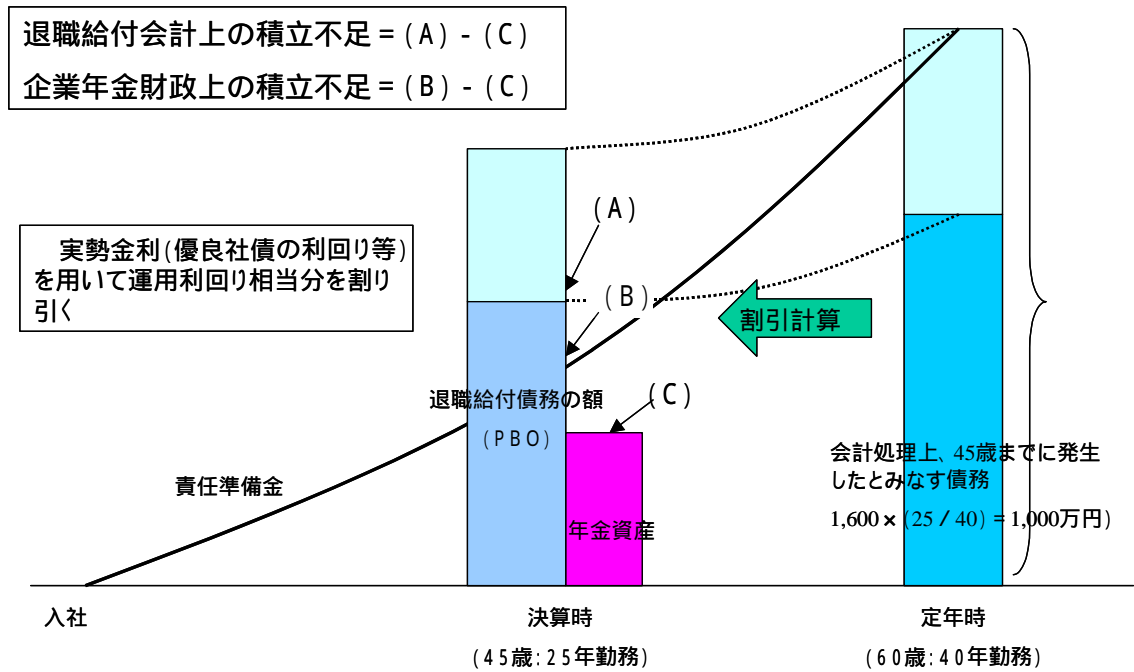 退職給付会計上の積立不足=(A)-(C)
企業年金財政上の積立不足=(B)-(C)
実勢金利(優良社債の利回り等)
を用いて運用利回り相当分を割り
引く
(A)
(B)
割引計算
退職給付債務の額
(PBO)
(C)
会計処理上、45歳までに発生
したとみなす債務
1,600×(25/40)=1,000万円)
責任準備金
年金資産
入社
決算時
定年時
(45歳:25年勤務)
(60歳:40年勤務)